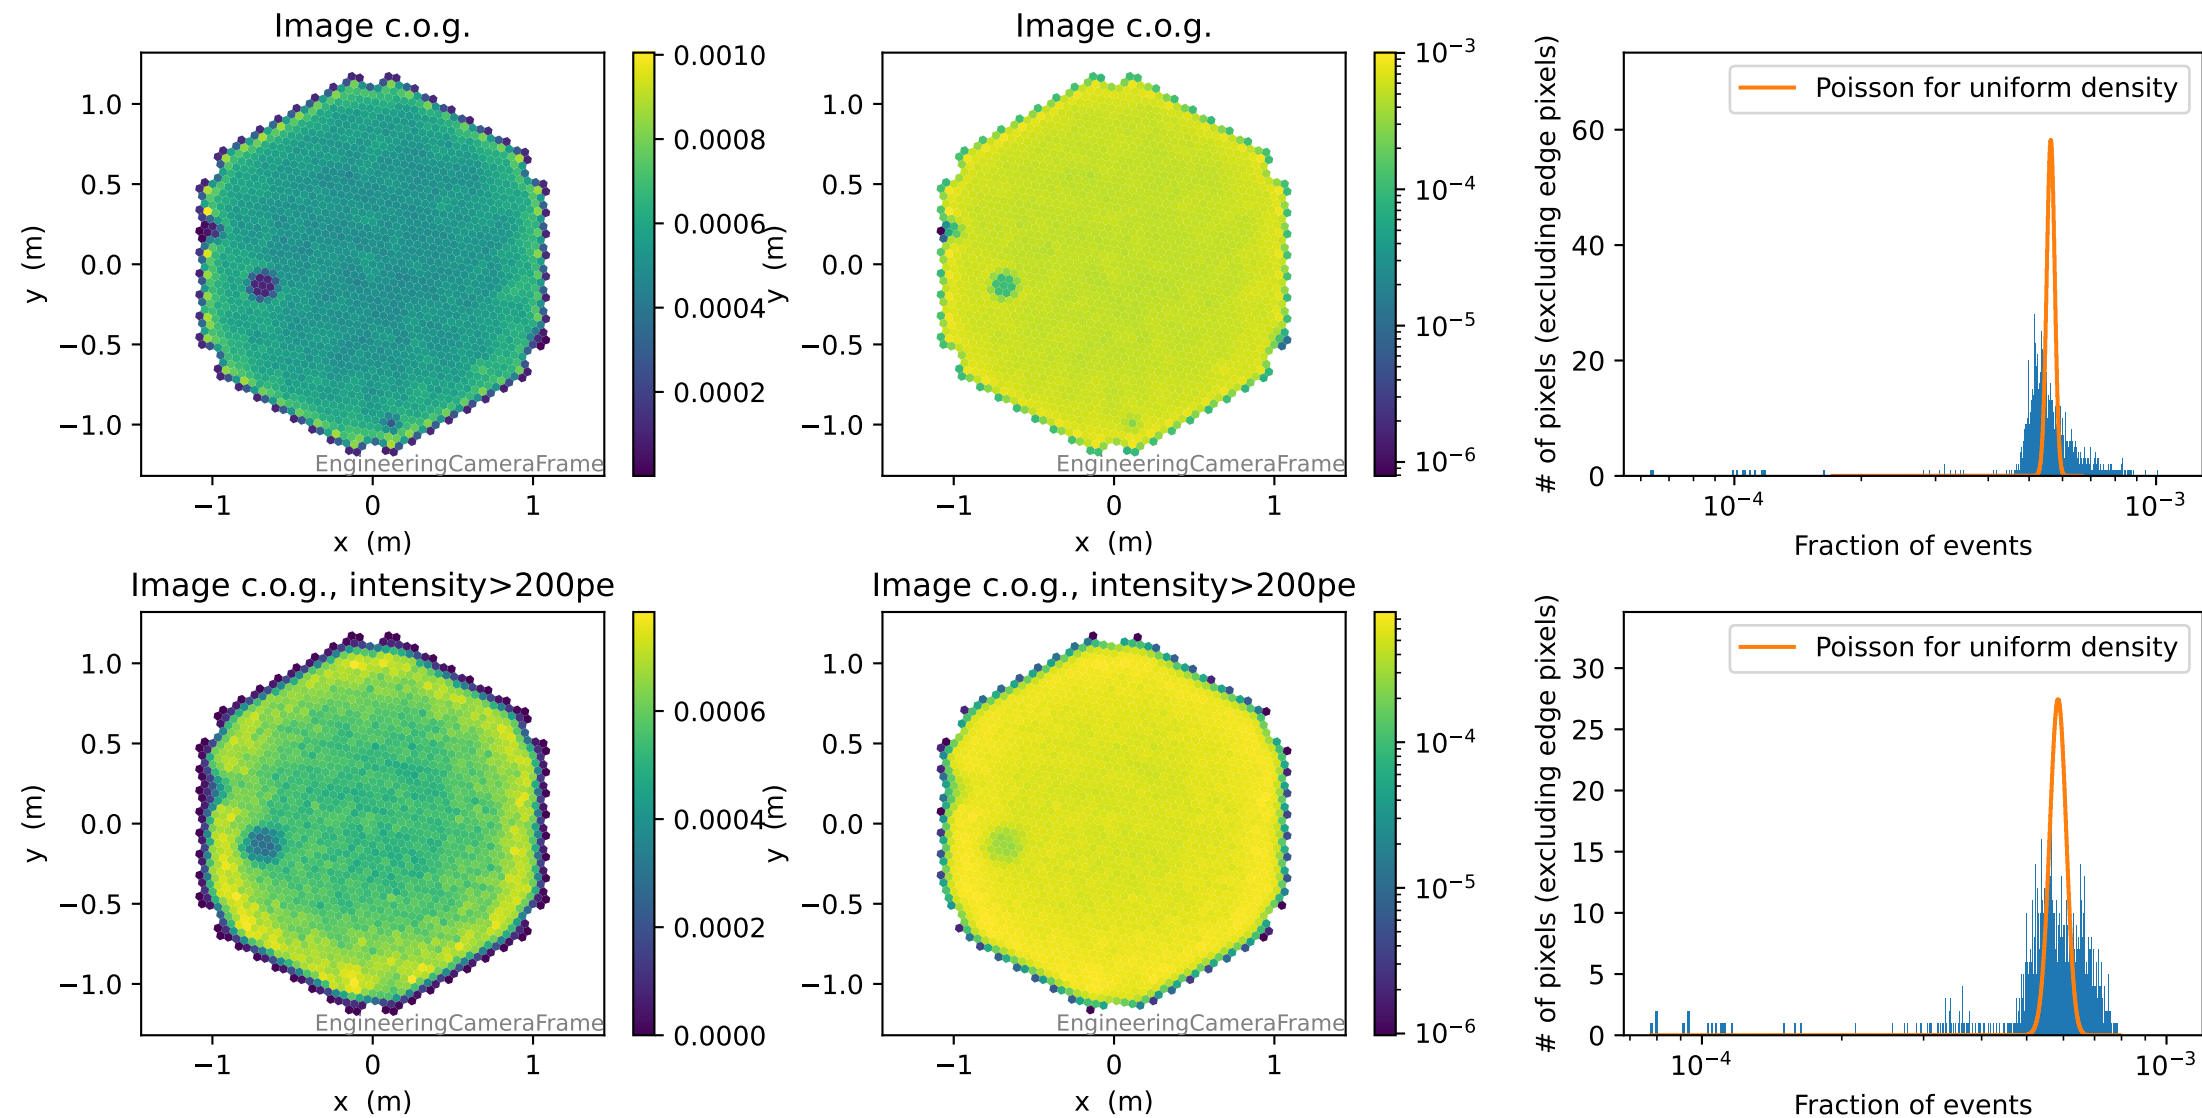 Image c.o.g.
1.0
0.5
0.0
−0.5
−1.0
y (m)
−1
0
1
x (m)
EngineeringCameraFrame
0.0010
0.0008
0.0006
0.0004
0.0002
Image c.o.g.
1.0
0.5
0.0
−0.5
−1.0
y (m)
−1
0
1
x (m)
EngineeringCameraFrame
10⁻³
10⁻⁴
10⁻⁵
10⁻⁶
Poisson for uniform density
60
40
20
0
# of pixels (excluding edge pixels)
10⁻⁴
10⁻³
Fraction of events
Image c.o.g., intensity>200pe
1.0
0.5
0.0
−0.5
−1.0
y (m)
−1
0
1
x (m)
EngineeringCameraFrame
0.0006
0.0004
0.0002
0.0000
Image c.o.g., intensity>200pe
1.0
0.5
0.0
−0.5
−1.0
y (m)
−1
0
1
x (m)
EngineeringCameraFrame
10⁻⁴
10⁻⁵
10⁻⁶
Poisson for uniform density
30
25
20
15
10
5
0
# of pixels (excluding edge pixels)
10⁻⁴
10⁻³
Fraction of events